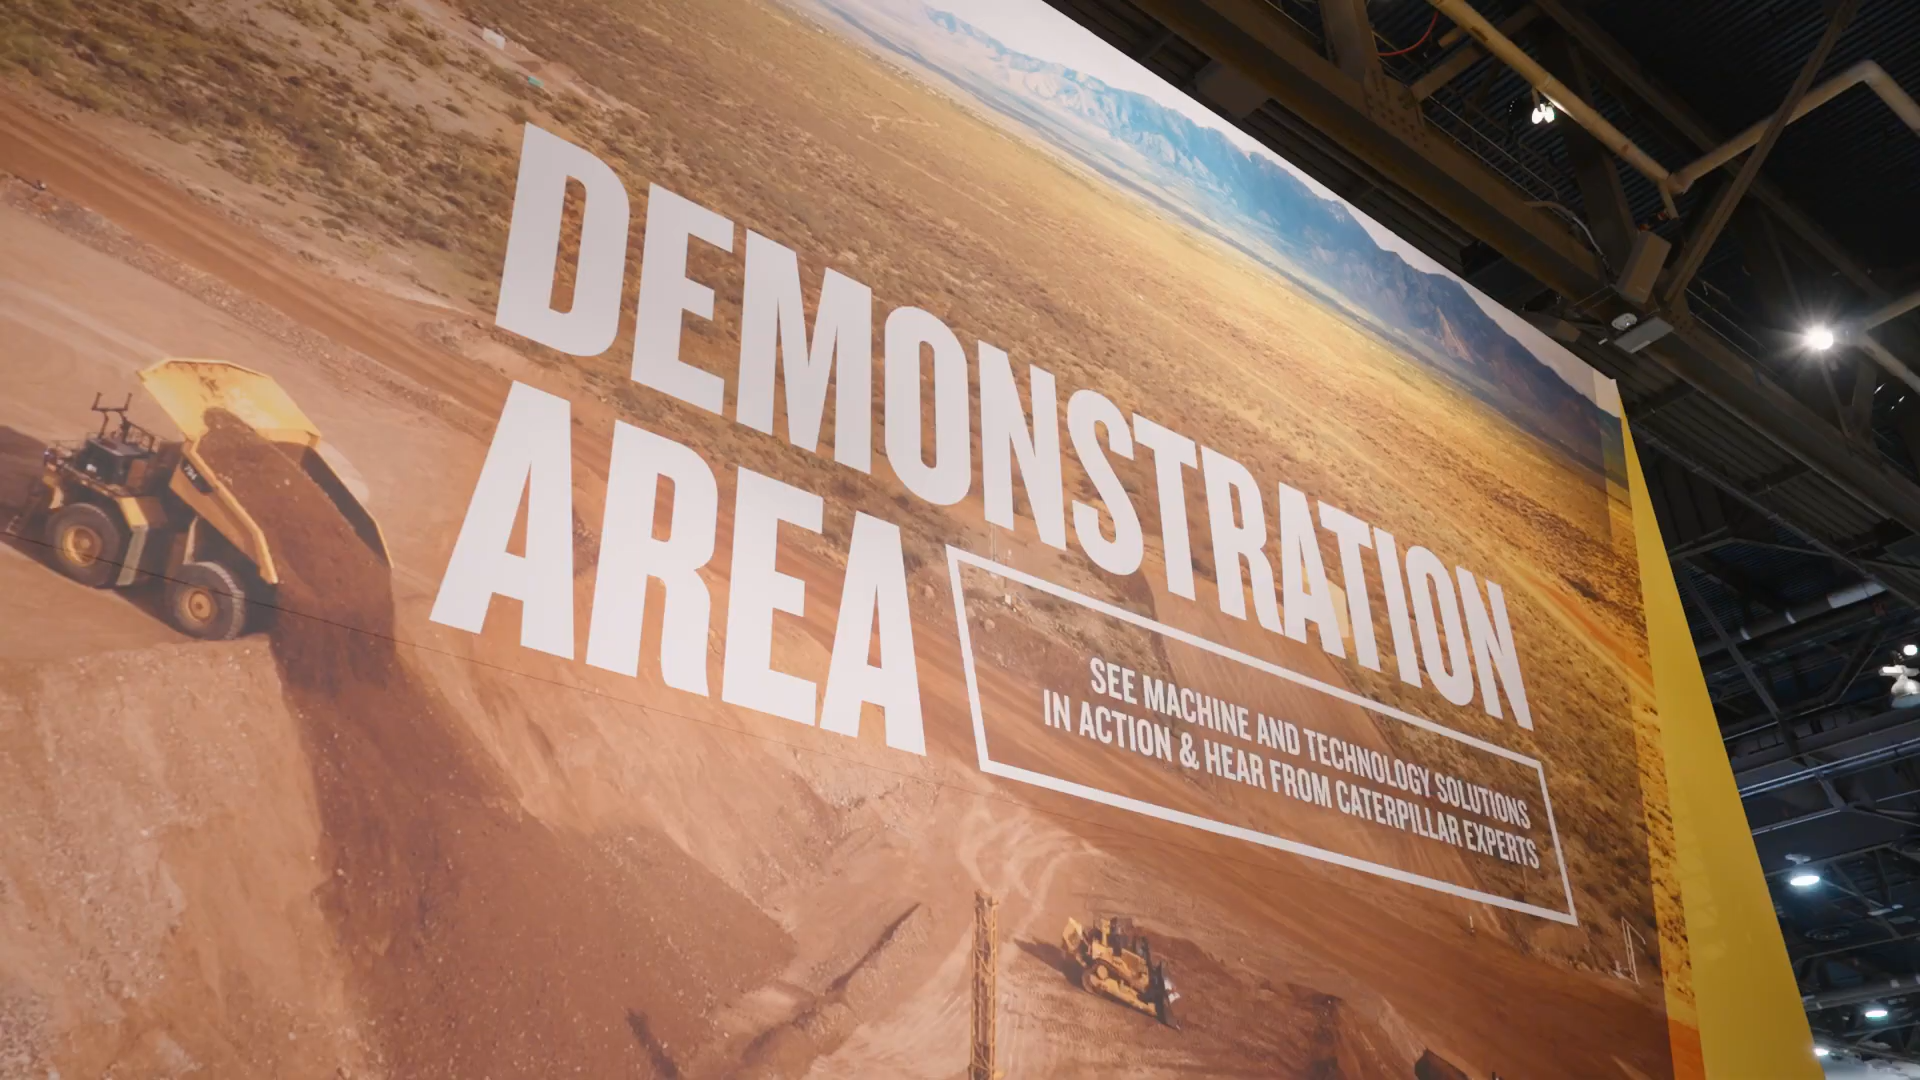 DEMONSTRATION
AREA
SEE MACHINE AND TECHNOLOGY SOLUTIONS
IN ACTION & HEAR FROM CATERPILLAR EXPERTS